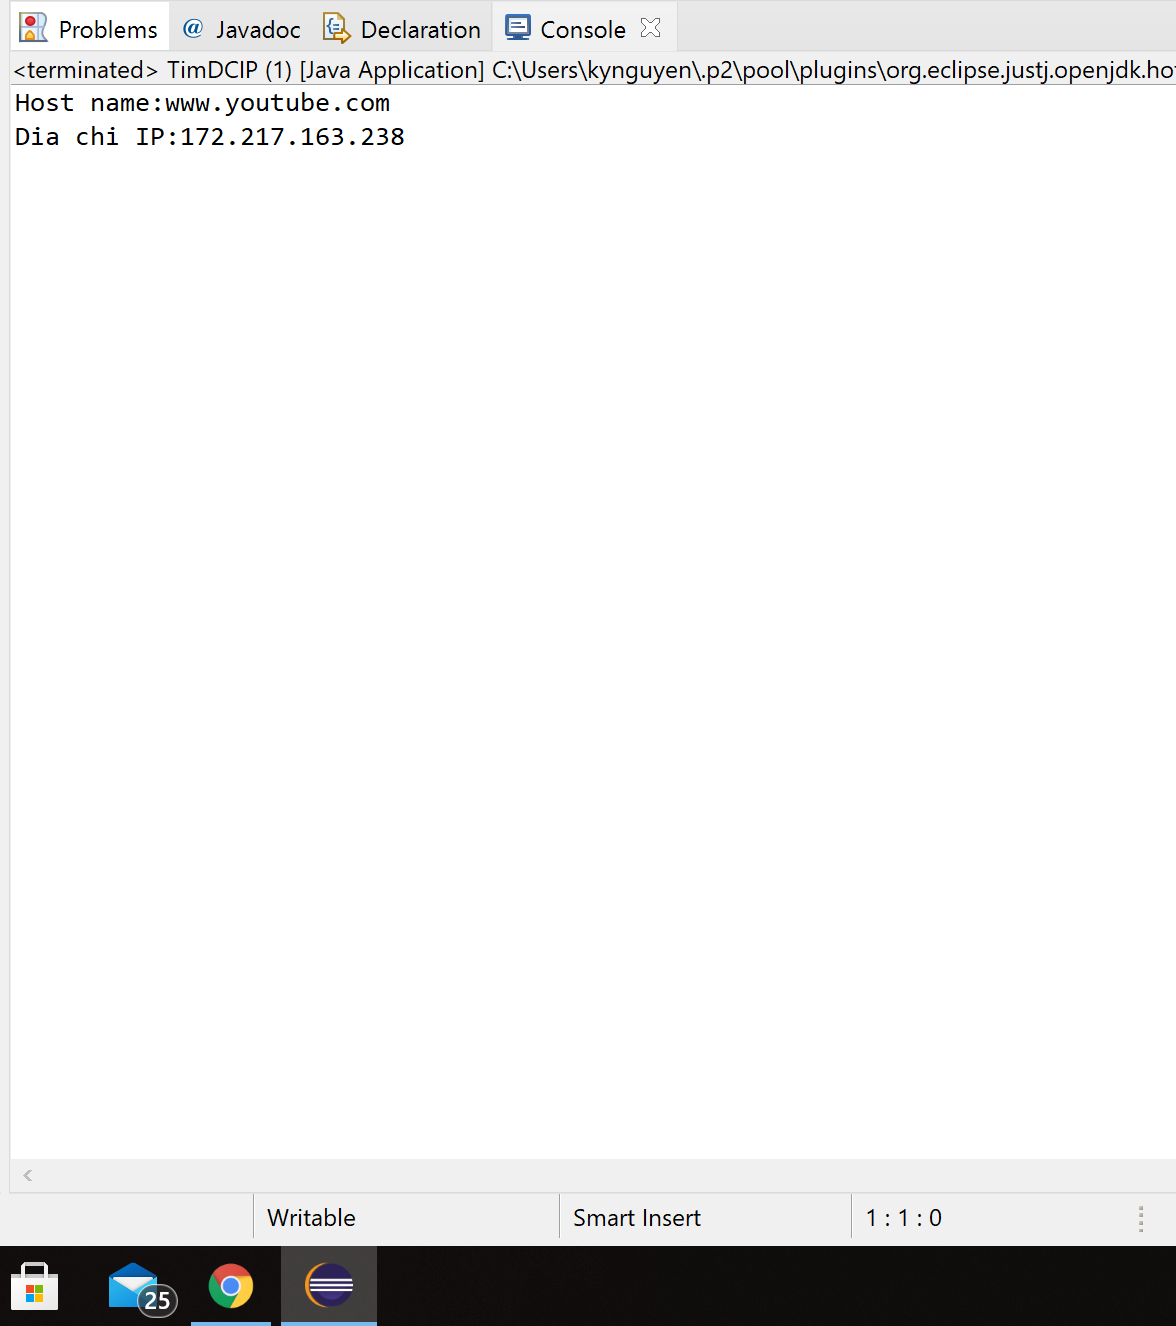 Problems @ Javadoc Declaration Console
<terminated> TimDCIP (1) [Java Application] C:\Users\kynguyen\.p2\pool\plugins\org.eclipse.justj.openjdk.ho
Host name:www.youtube.com
Dia chi IP:172.217.163.238
Writable Smart Insert 1 : 1 : 0
25